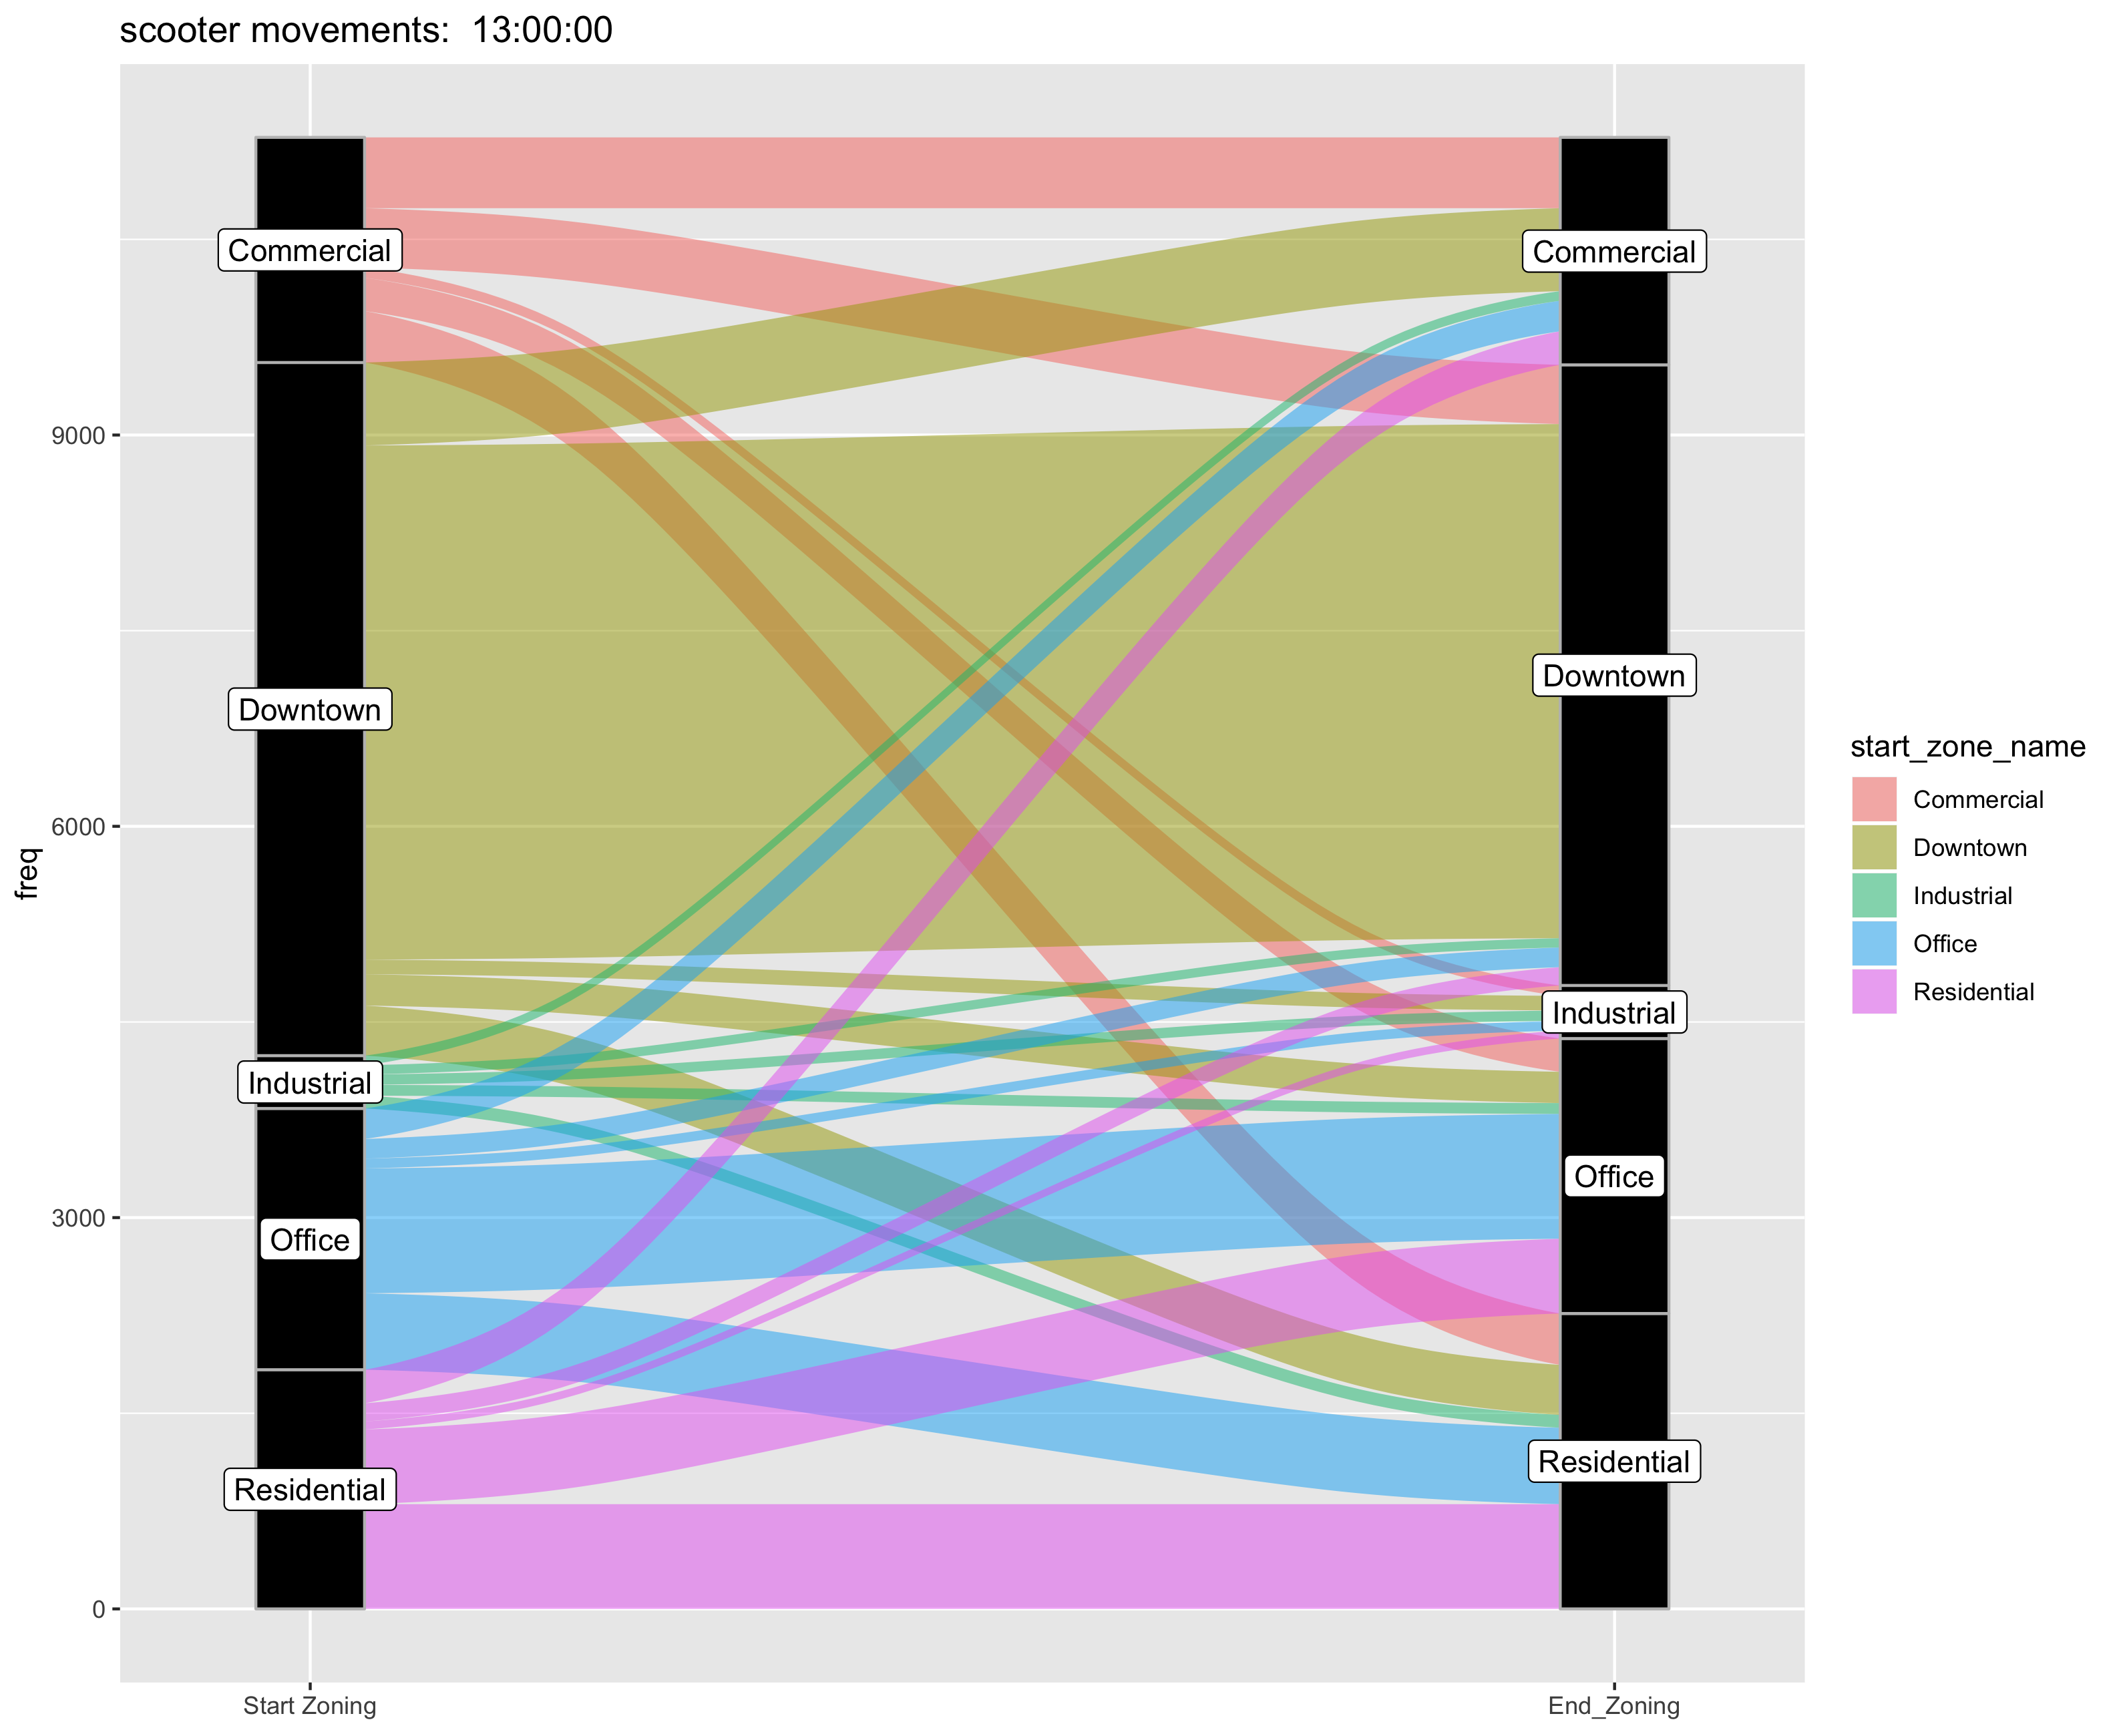 scooter movements:  13:00:00
freq
9000
6000
3000
0
Commercial
Downtown
Industrial
Office
Residential
Commercial
Downtown
Industrial
Office
Residential
Start Zoning
End_Zoning
start_zone_name
Commercial
Downtown
Industrial
Office
Residential